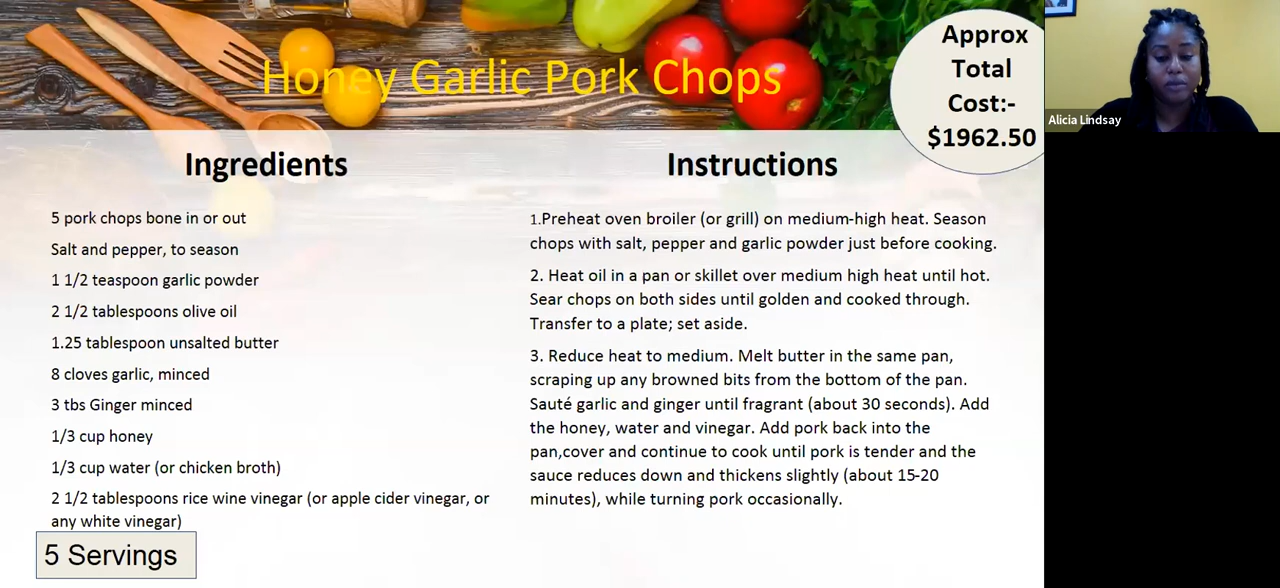 Honey Garlic Pork Chops
Approx
Total
Cost:-
$1962.50
Alicia Lindsay
Ingredients
5 pork chops bone in or out
Salt and pepper, to season
1 1/2 teaspoon garlic powder
2 1/2 tablespoons olive oil
1.25 tablespoon unsalted butter
8 cloves garlic, minced
3 tbs Ginger minced
1/3 cup honey
1/3 cup water (or chicken broth)
2 1/2 tablespoons rice wine vinegar (or apple cider vinegar, or
any white vinegar)
5 Servings
Instructions
1.Preheat oven broiler (or grill) on medium-high heat. Season
chops with salt, pepper and garlic powder just before cooking.
2. Heat oil in a pan or skillet over medium high heat until hot.
Sear chops on both sides until golden and cooked through.
Transfer to a plate; set aside.
3. Reduce heat to medium. Melt butter in the same pan,
scraping up any browned bits from the bottom of the pan.
Sauté garlic and ginger until fragrant (about 30 seconds). Add
the honey, water and vinegar. Add pork back into the
pan,cover and continue to cook until pork is tender and the
sauce reduces down and thickens slightly (about 15-20
minutes), while turning pork occasionally.